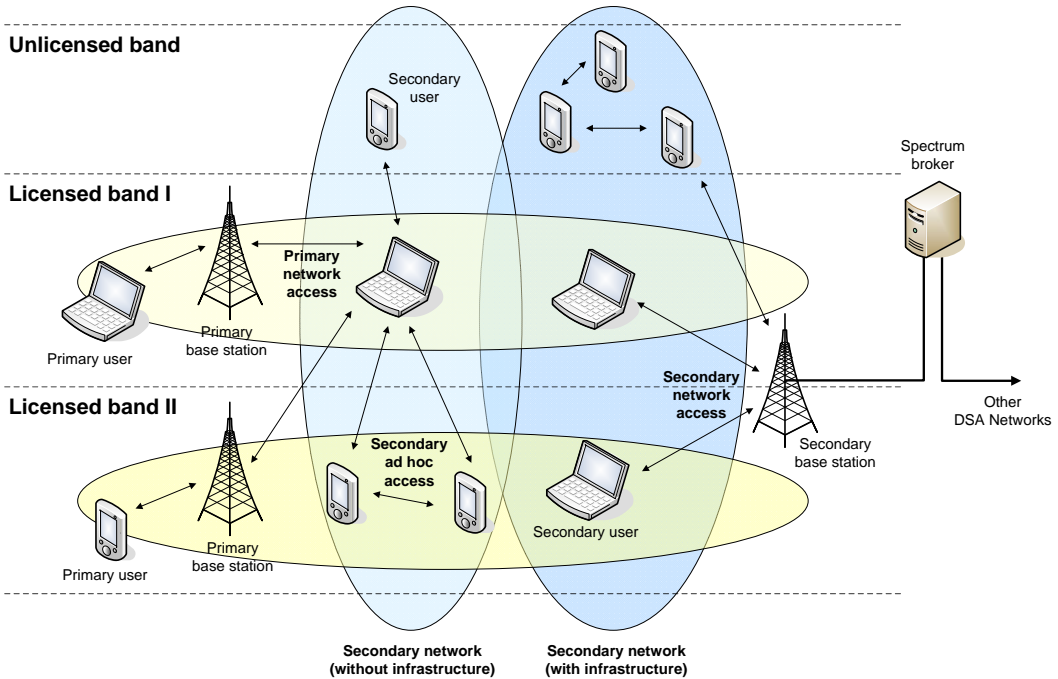 Unlicensed band
Secondary
user
Spectrum
broker
Licensed band I
Primary
network
access
Primary
base station
Primary user
Secondary
network
access
Licensed band II
Other
DSA Networks
Secondary
ad hoc
access
Secondary
base station
Secondary user
Primary
base station
Primary user
Secondary network
(without infrastructure)
Secondary network
(with infrastructure)